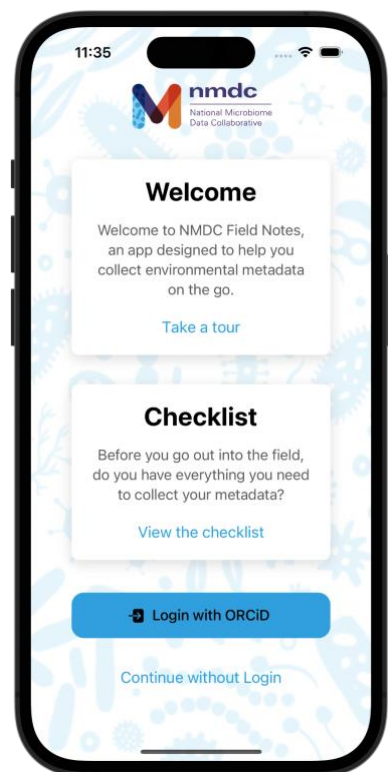 11:35
nmdc
National Microbiome
Data Collaborative
Welcome
Welcome to NMDC Field Notes,
an app designed to help you
collect environmental metadata
on the go.
Take a tour
Checklist
Before you go out into the field,
do you have everything you need
to collect your metadata?
View the checklist
Login with ORCiD
Continue without Login